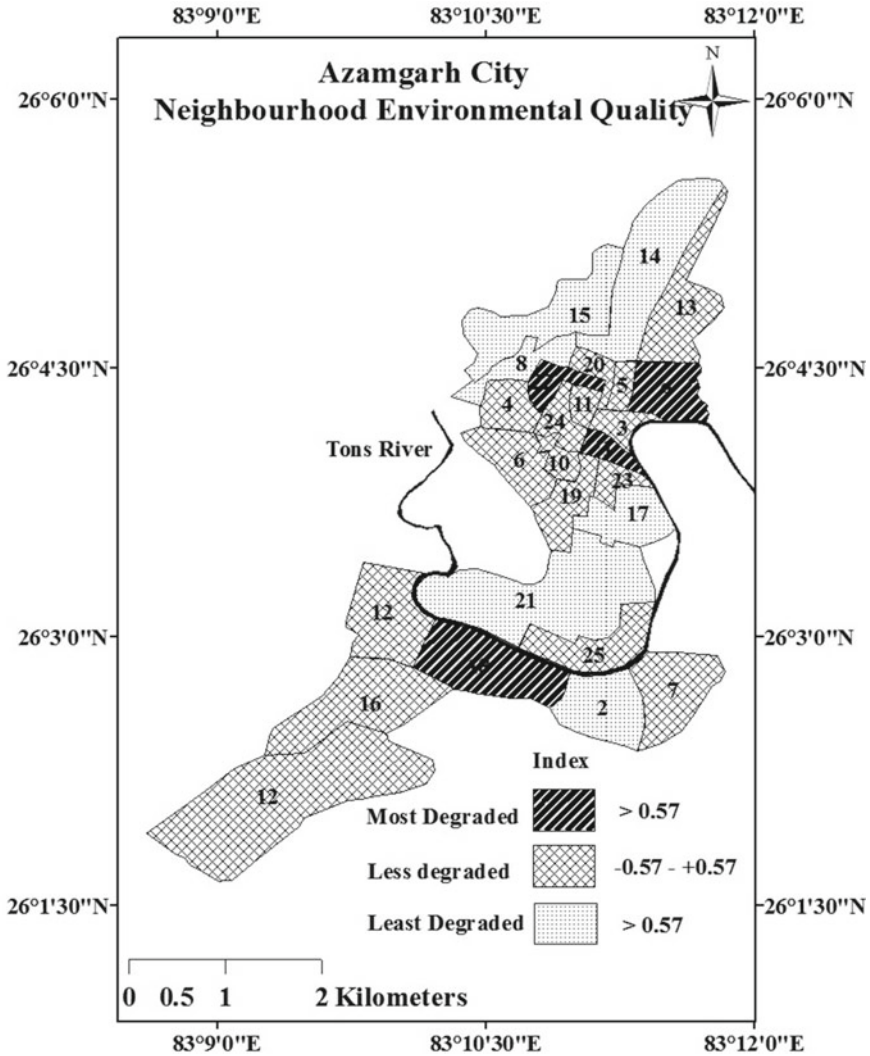 83°9'0"E 83°10'30"E 83°12'0"E
N
Azamgarh City
26°6'0"N 26°6'0"N
Neighbourhood Environmental Quality
14
13
15
26°4'30"N 26°4'30"N
8 20
5
4 11
24 3
Tons River
6 10
23
19
17
21
12
26°3'0"N 26°3'0"N
25
7
16 2
Index
12
Most Degraded > 0.57
Less degraded -0.57 - +0.57
Least Degraded > 0.57
26°1'30"N 26°1'30"N
0 0.5 1 2 Kilometers
83°9'0"E 83°10'30"E 83°12'0"E